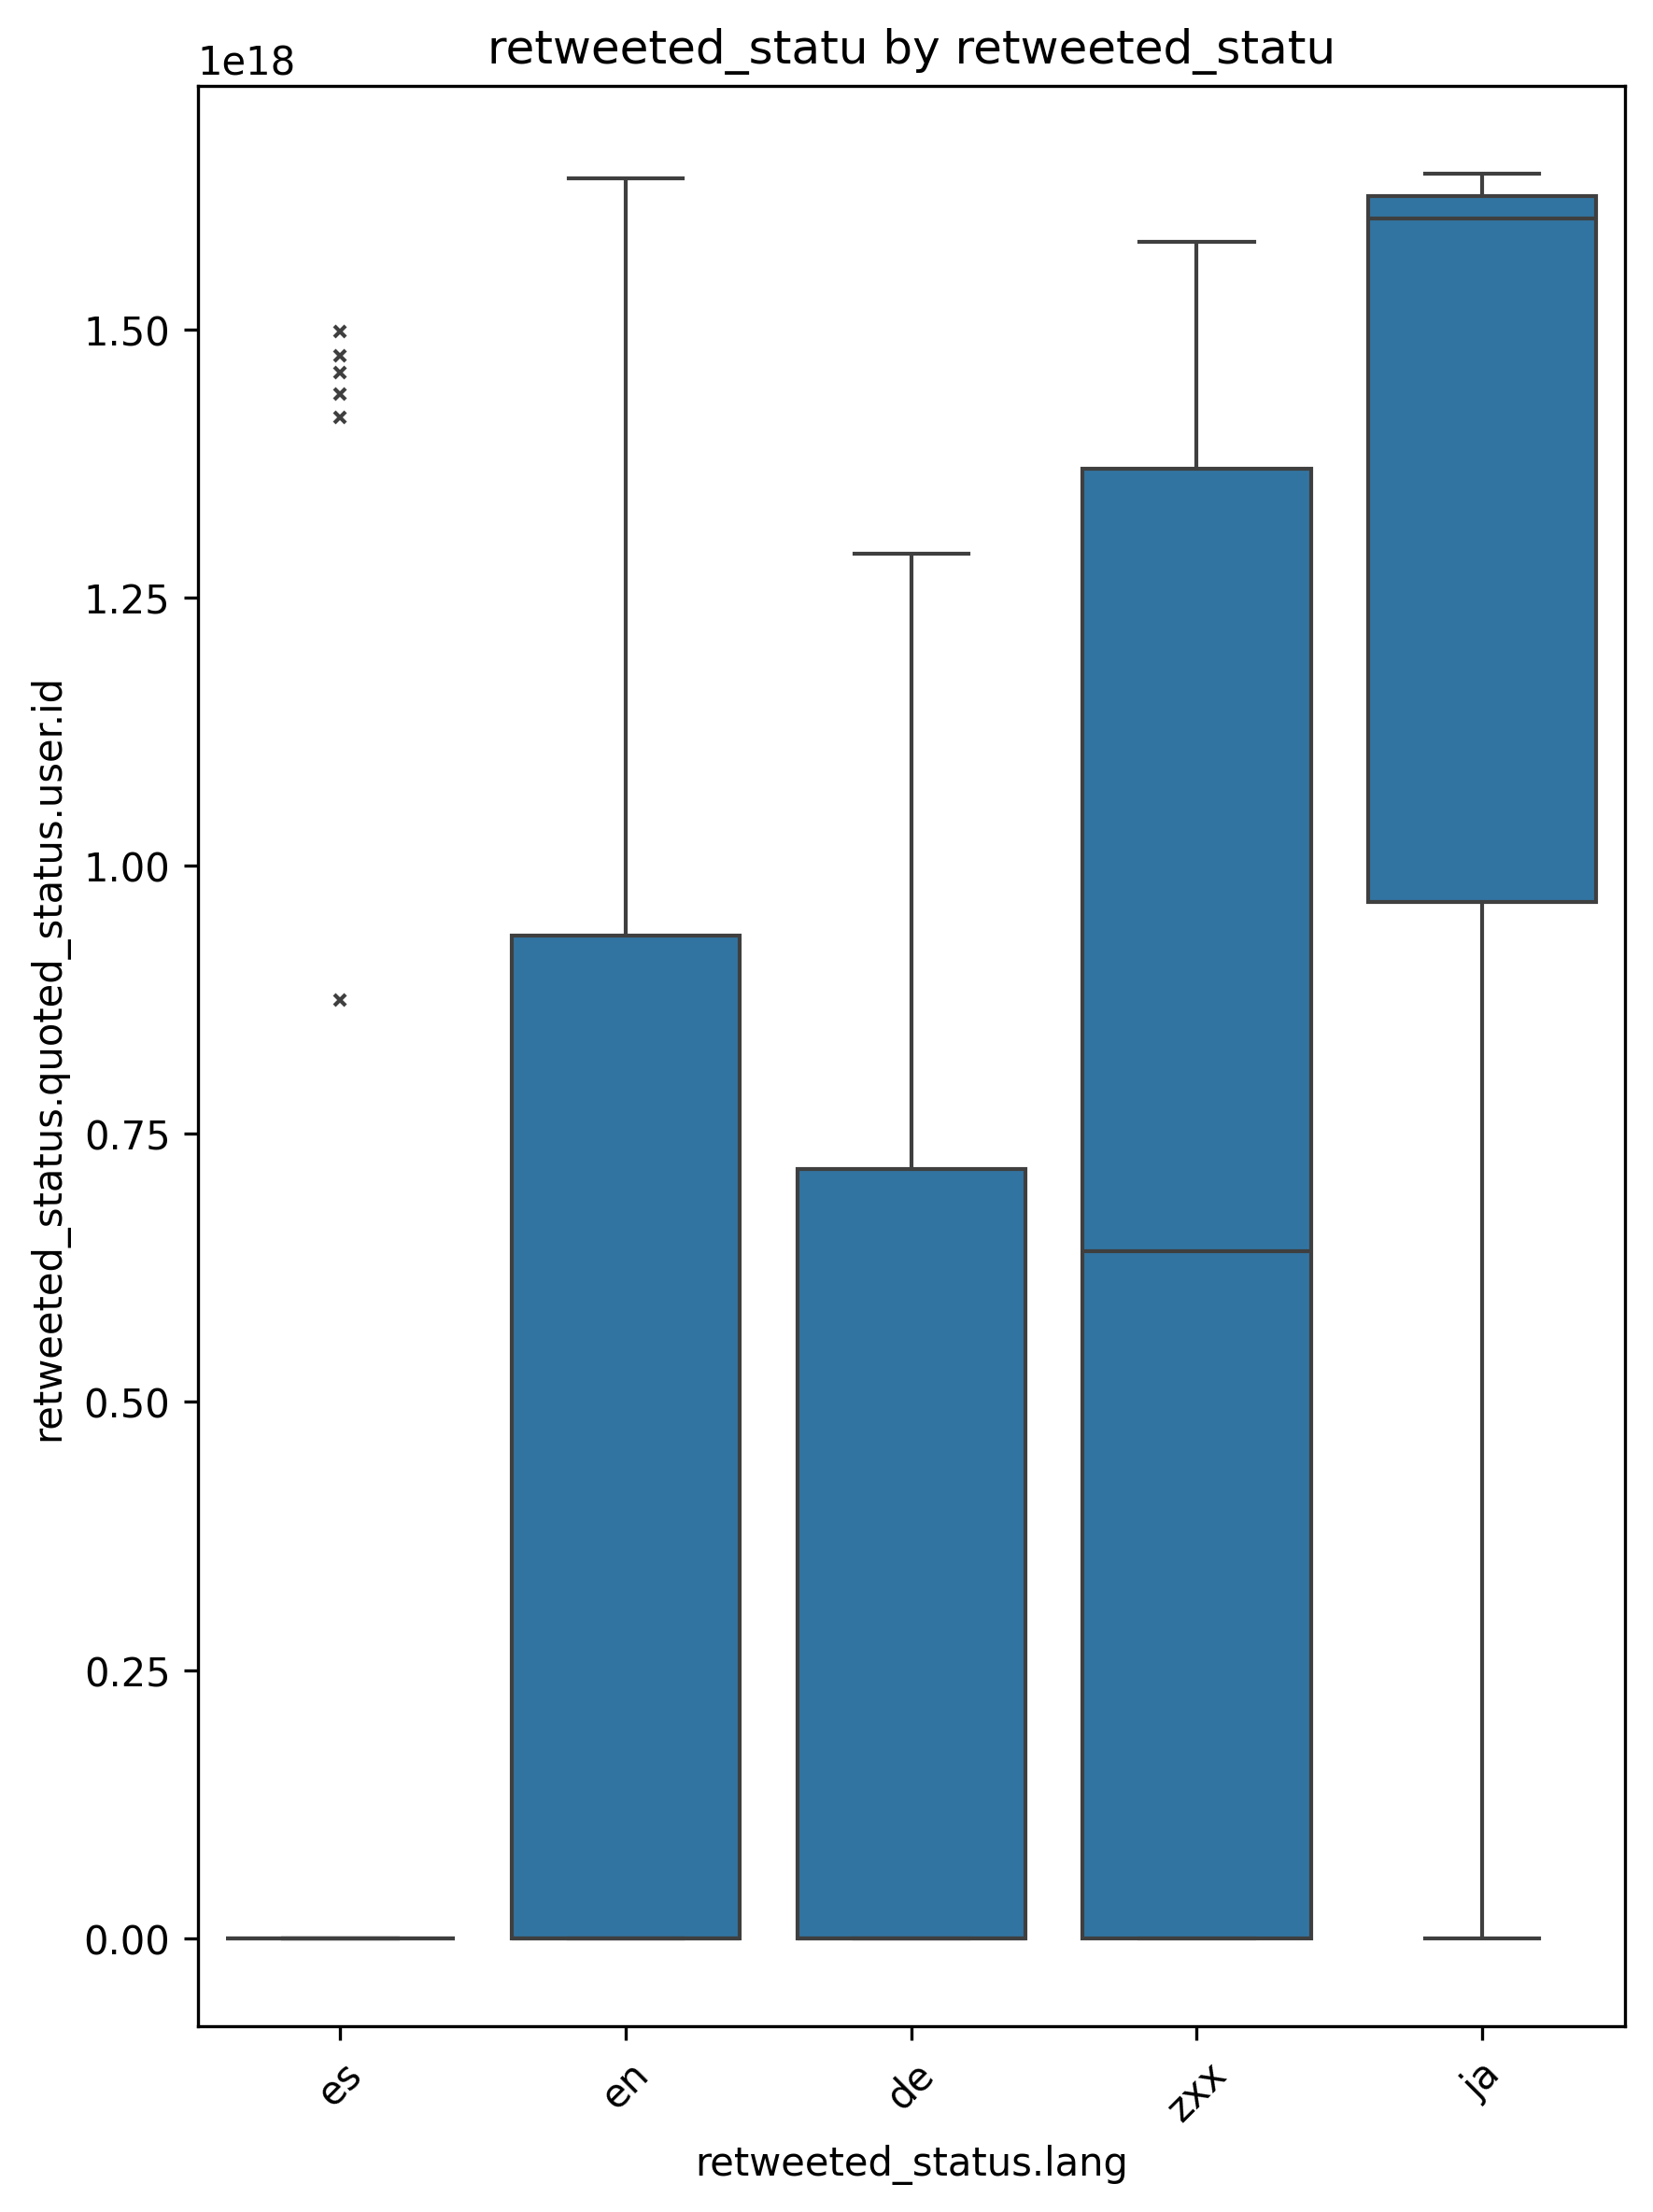 retweeted_statu by retweeted_statu
1e18
1.50
1.25
1.00
0.75
0.50
0.25
0.00
retweeted_status.quoted_status.user.id
es
en
de
zxx
ja
retweeted_status.lang